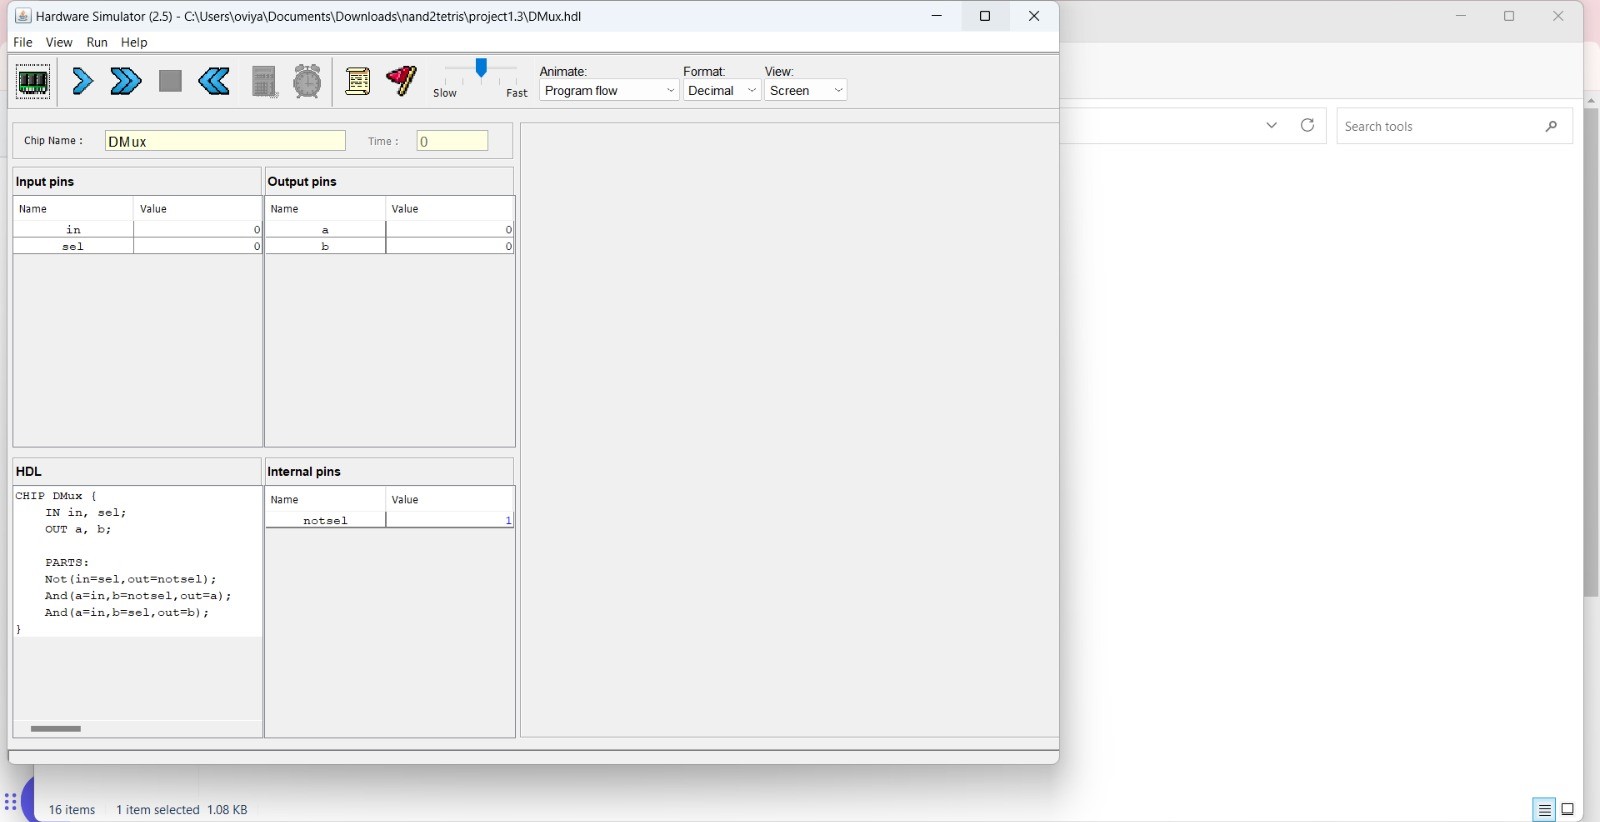 Hardware Simulator (2.5) - C:\Users\oviya\Documents\Downloads\nand2tetris\project1.3\DMux.hdl
File View Run Help
Slow Fast
Animate: Format: View:
Program flow Decimal Screen
Search tools
Chip Name : DMux Time : 0
Input pins Output pins
Name Value Name Value
in 0 a 0
sel 0 b 0
HDL Internal pins
Name Value
notsel 1
CHIP DMux {
IN in, sel;
OUT a, b;
PARTS:
Not(in=sel,out=notsel);
And(a=in,b=notsel,out=a);
And(a=in,b=sel,out=b);
}
16 items 1 item selected 1.08 KB